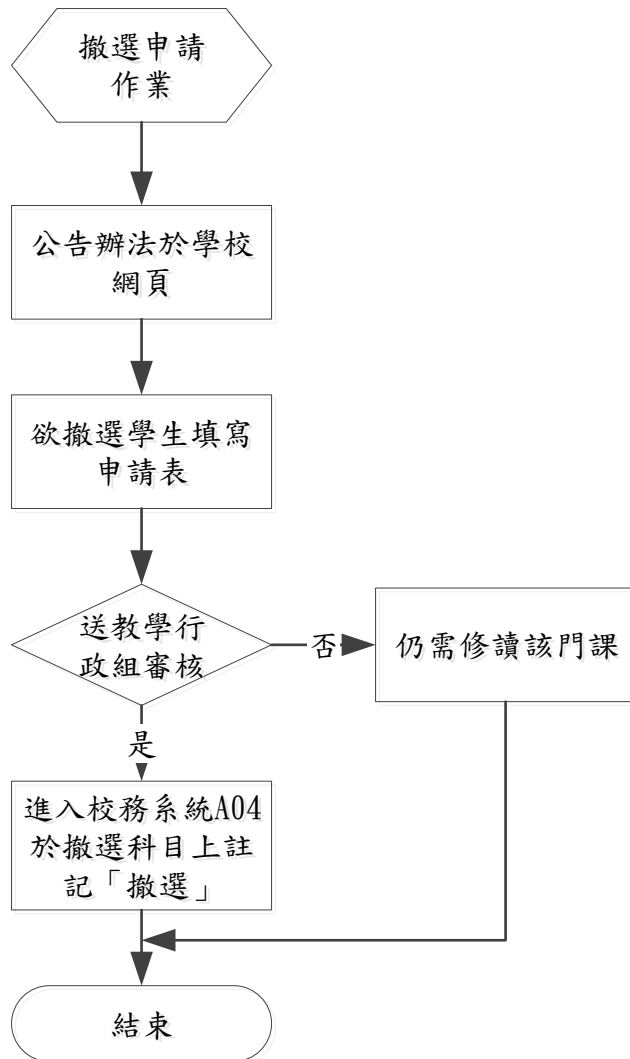 撤選申請
作業
公告辦法於學校
網頁
欲撤選學生填寫
申請表
送教學行
政組審核
否
仍需修讀該門課
是
進入校務系統A04
於撤選科目上註
記「撤選」
結束